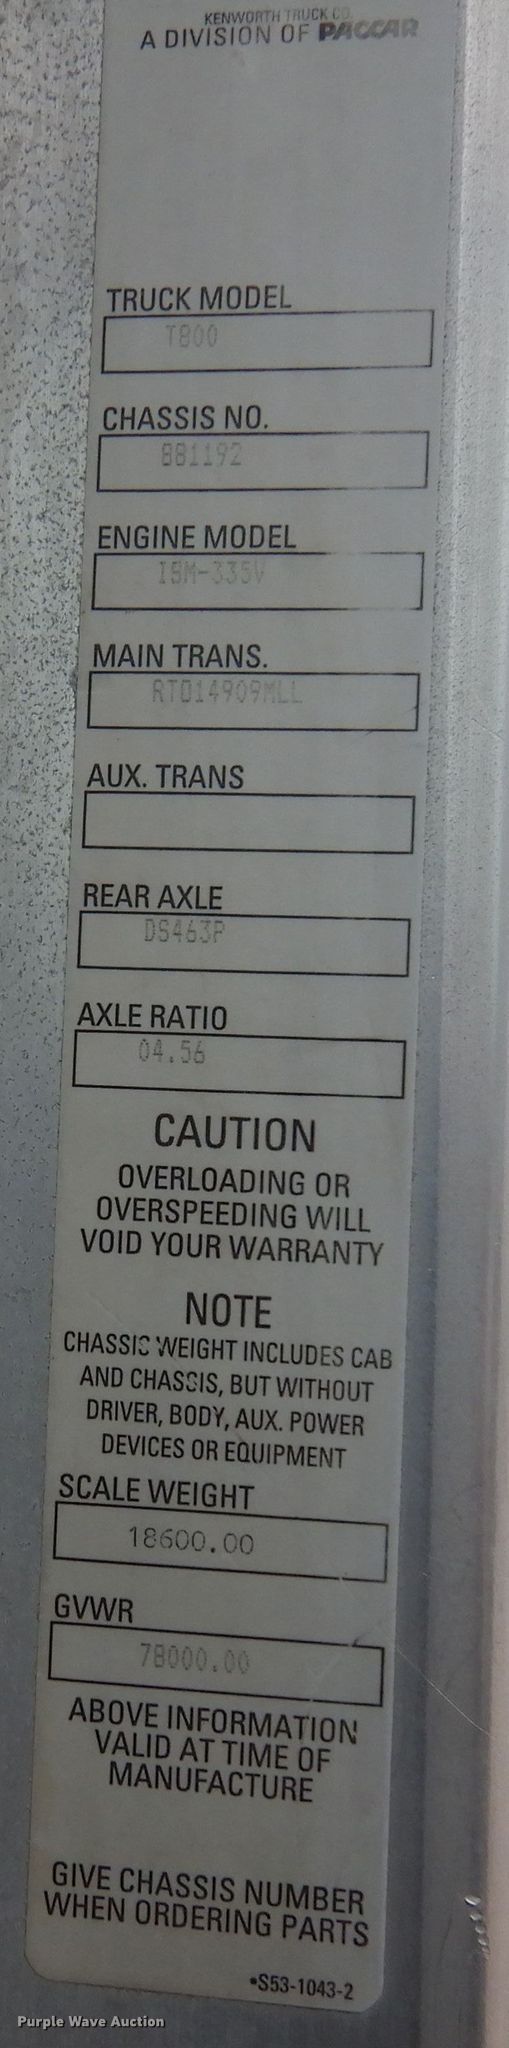 KENWORTH TRUCK CO.
A DIVISION OF PACCAR
TRUCK MODEL
T800
CHASSIS NO.
881192
ENGINE MODEL
ISM-335V
MAIN TRANS.
RTO14909MLL
AUX. TRANS
REAR AXLE
DS463P
AXLE RATIO
04.56
CAUTION
OVERLOADING OR
OVERSPEEDING WILL
VOID YOUR WARRANTY
NOTE
CHASSIS WEIGHT INCLUDES CAB
AND CHASSIS, BUT WITHOUT
DRIVER, BODY, AUX. POWER
DEVICES OR EQUIPMENT
SCALE WEIGHT
18600.00
GVWR
78000.00
ABOVE INFORMATION
VALID AT TIME OF
MANUFACTURE
GIVE CHASSIS NUMBER
WHEN ORDERING PARTS
•S53-1043-2
Purple Wave Auction